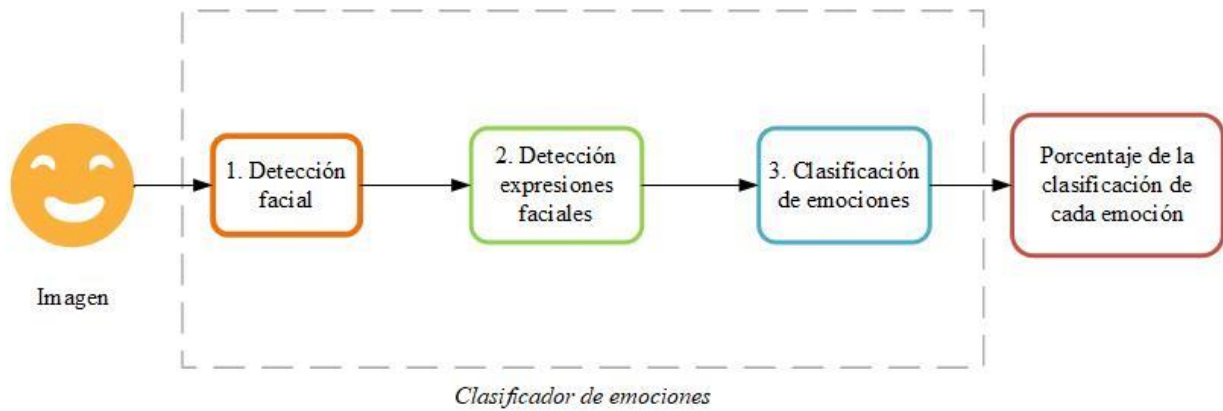 Imagen
1. Detección
facial
2. Detección
expresiones
faciales
3. Clasificación
de emociones
Porcentaje de la
clasificación de
cada emoción
Clasificador de emociones